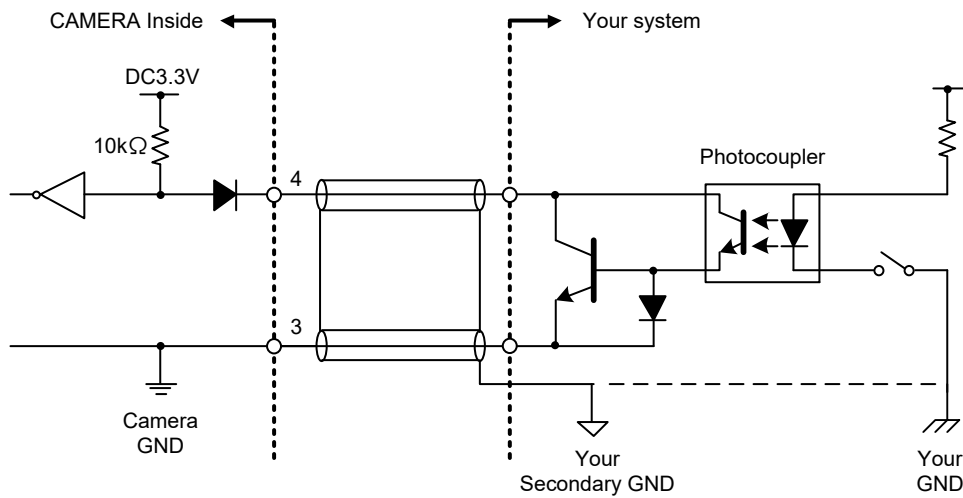 CAMERA Inside
Your system
DC3.3V
10kΩ
Photocoupler
4
3
Camera
GND
Your
Secondary GND
Your
GND